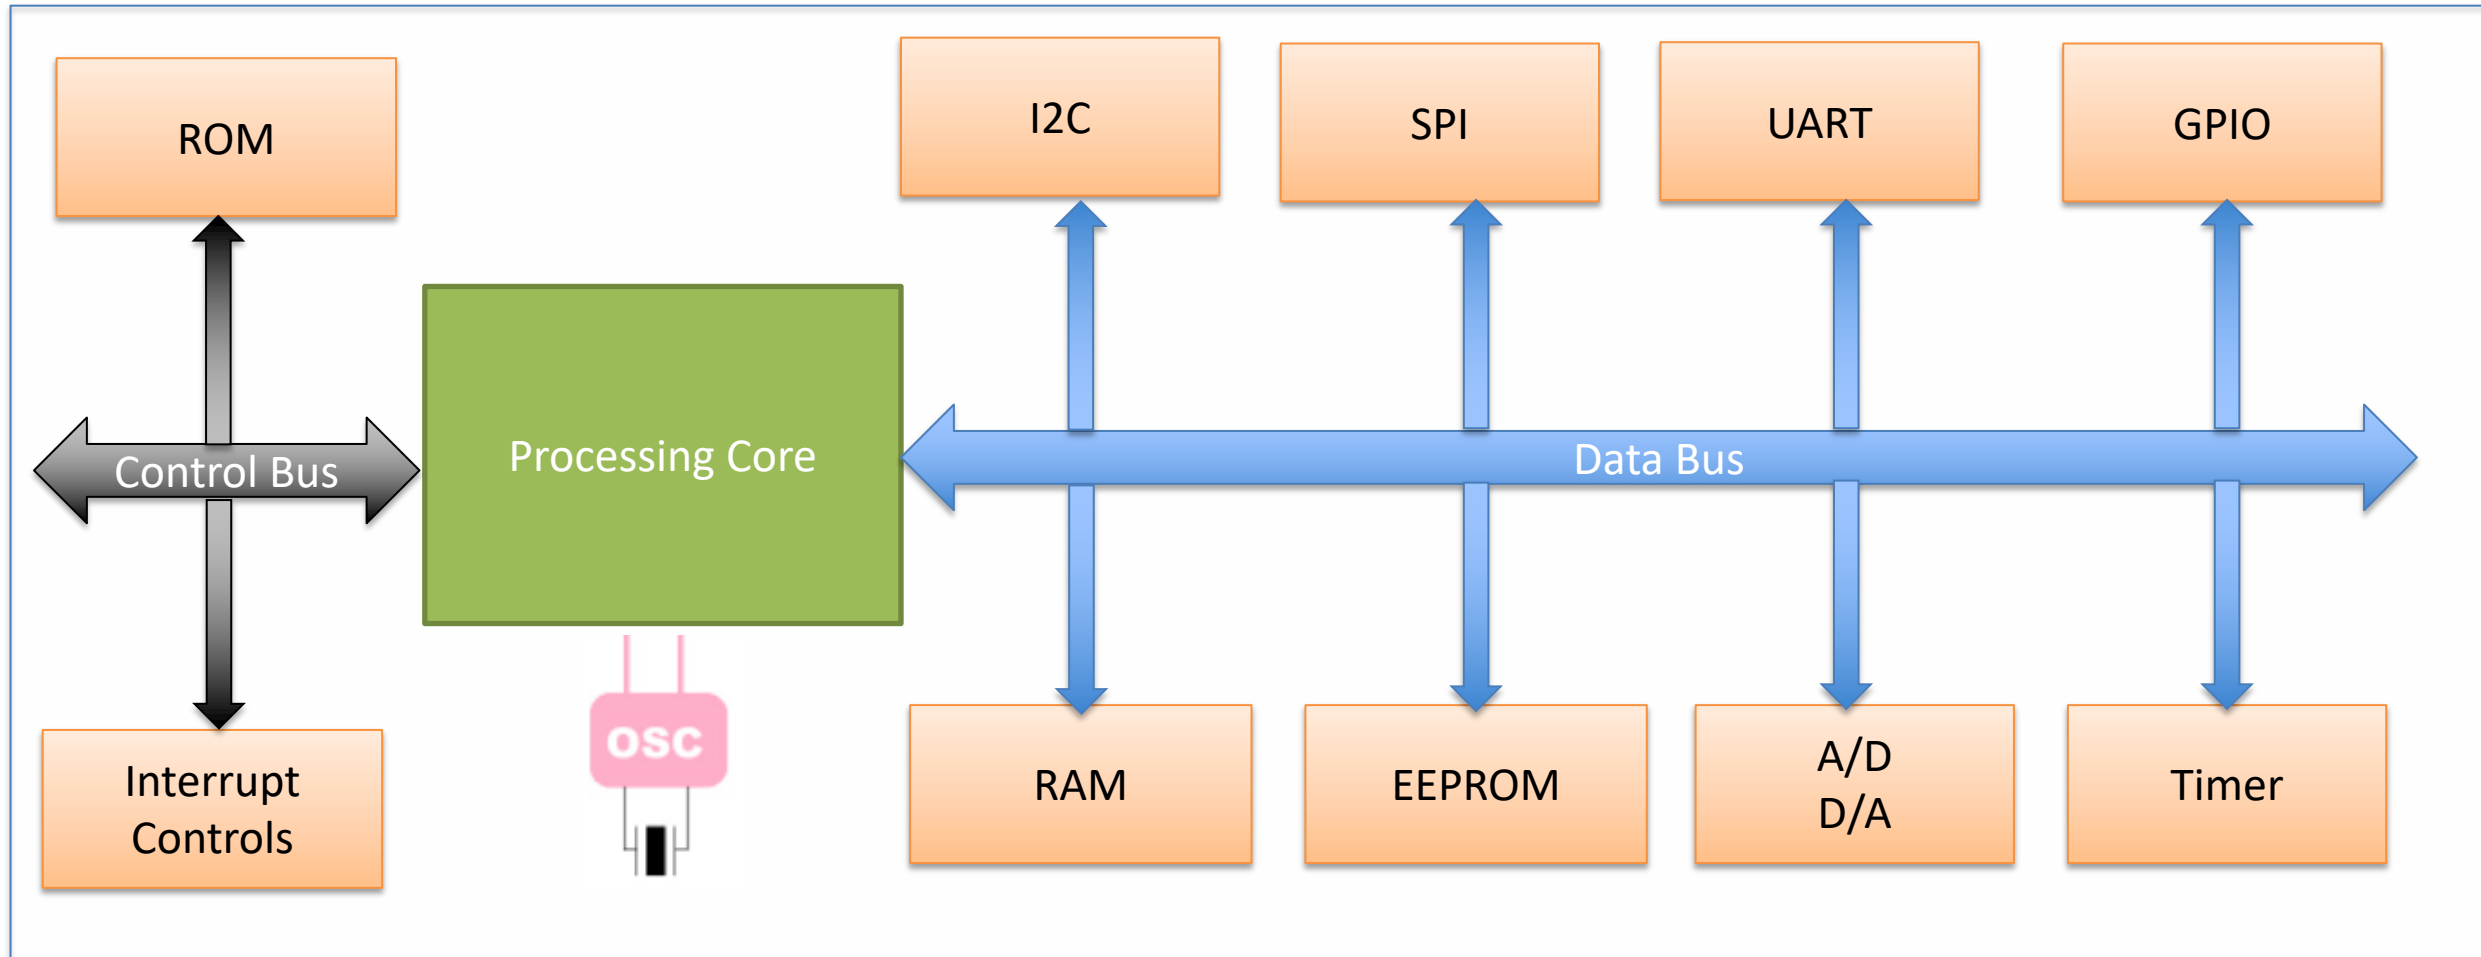 ROM
I2C
SPI
UART
GPIO
Control Bus
Processing Core
Data Bus
osc
Interrupt
Controls
RAM
EEPROM
A/D
D/A
Timer